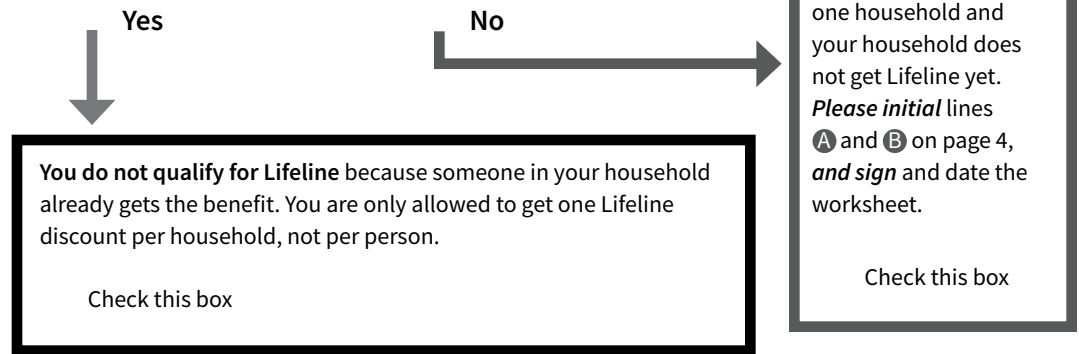 Yes
No
You do not qualify for Lifeline because someone in your household
already gets the benefit. You are only allowed to get one Lifeline
discount per household, not per person.
Check this box
one household and
your household does
not get Lifeline yet.
Please initial lines
A and B on page 4,
and sign and date the
worksheet.
Check this box